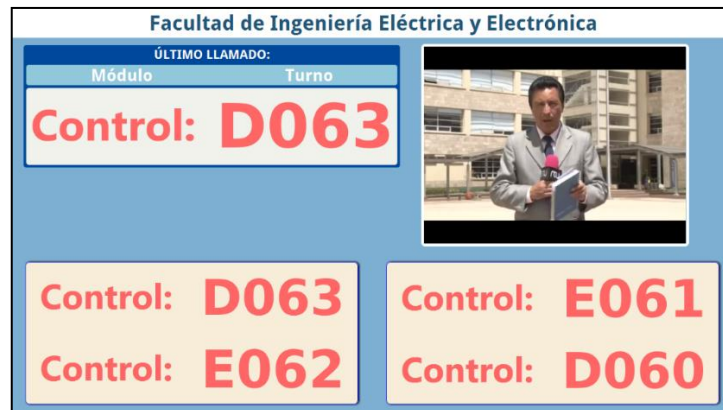 Facultad de Ingeniería Eléctrica y Electrónica
ÚLTIMO LLAMADO:
Módulo Turno
Control: D063
Control: D063
Control: E062
Control: E061
Control: D060